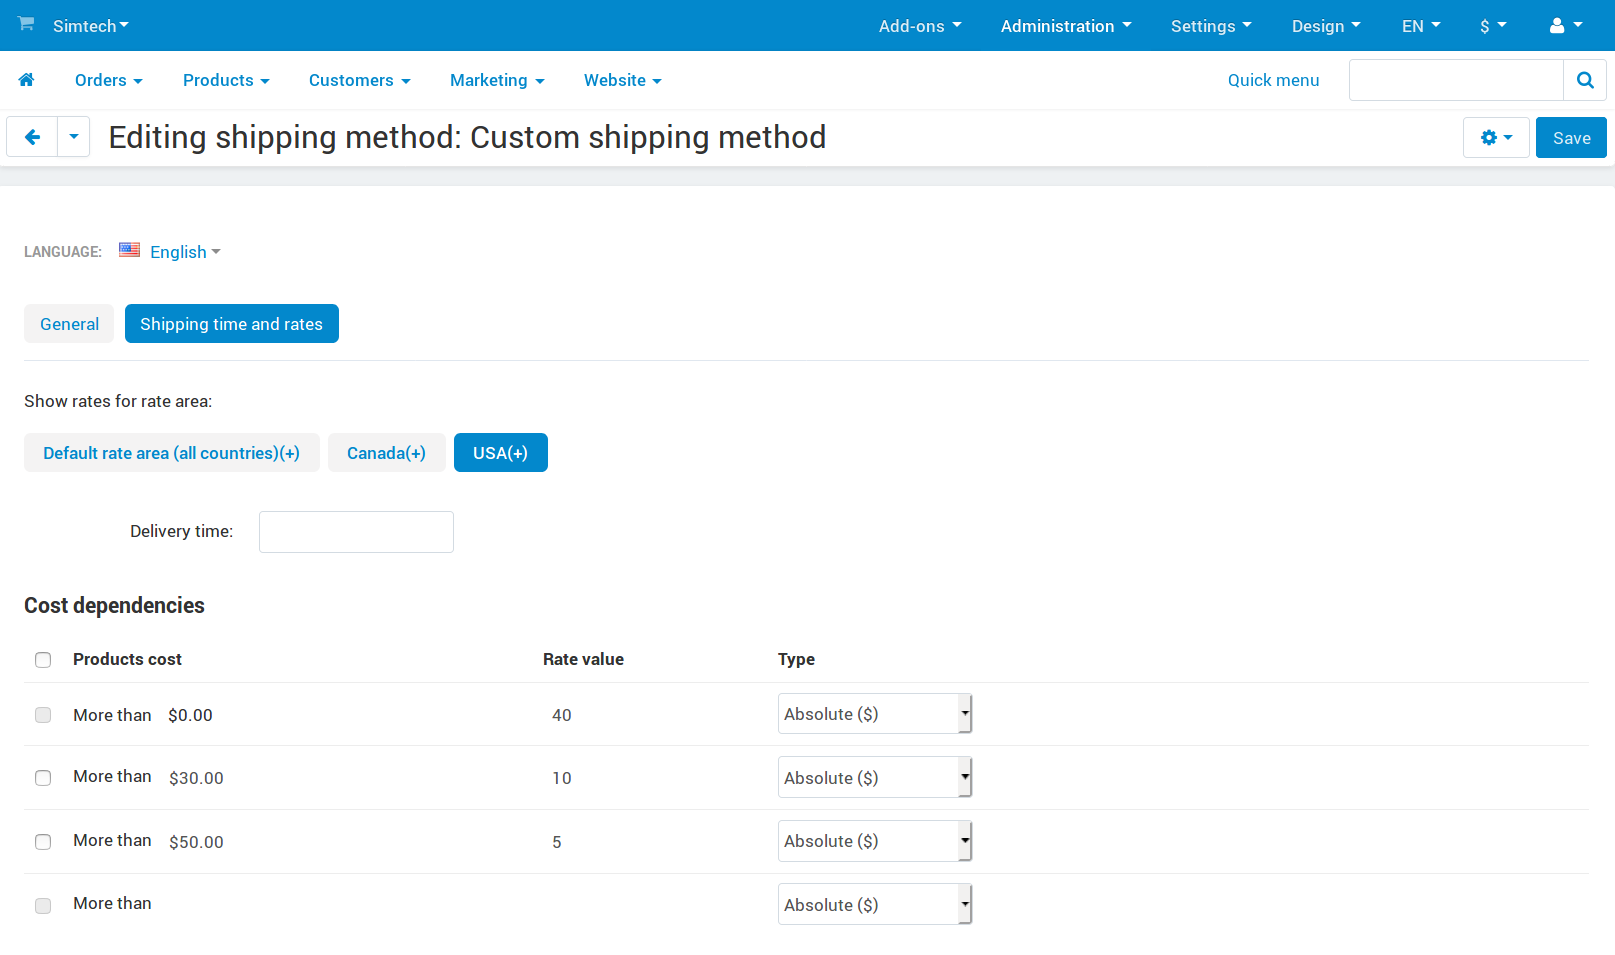 Simtech Add-ons Administration Settings Design EN $
Orders Products Customers Marketing Website Quick menu
Editing shipping method: Custom shipping method Save
LANGUAGE: English
General Shipping time and rates
Show rates for rate area:
Default rate area (all countries)(+) Canada(+) USA(+)
Delivery time:
Cost dependencies
Products cost Rate value Type
More than $0.00 40 Absolute ($)
More than $30.00 10 Absolute ($)
More than $50.00 5 Absolute ($)
More than Absolute ($)